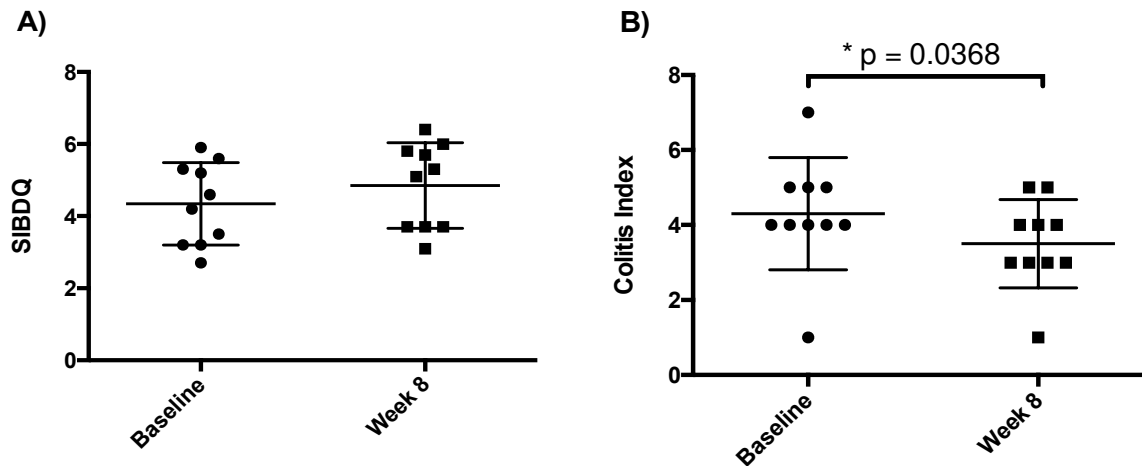 A)
SIBDQ
8
6
4
2
0
Baseline
Week 8
B)
* p = 0.0368
Colitis Index
8
6
4
2
0
Baseline
Week 8